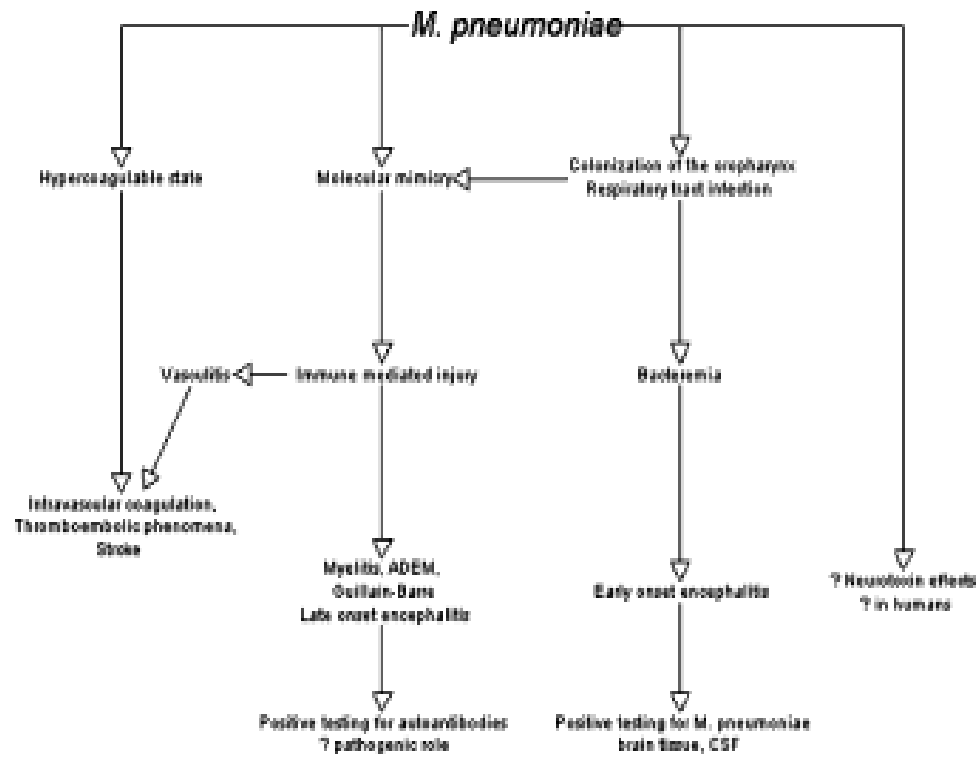 M. pneumoniae
Hypercoagulable state
Molecular mimicry
Colonization of the oropharynx
Respiratory tract infection
Vasculitis
Immune mediated injury
Bacteremia
Intravascular coagulation,
Thromboembolic phenomena,
Stroke
Myelitis, ADEM,
Guillain-Barre
Late onset encephalitis
Early onset encephalitis
? Neurotoxin effects
? in humans
Positive testing for autoantibodies
? pathogenic role
Positive testing for M. pneumoniae
brain tissue, CSF